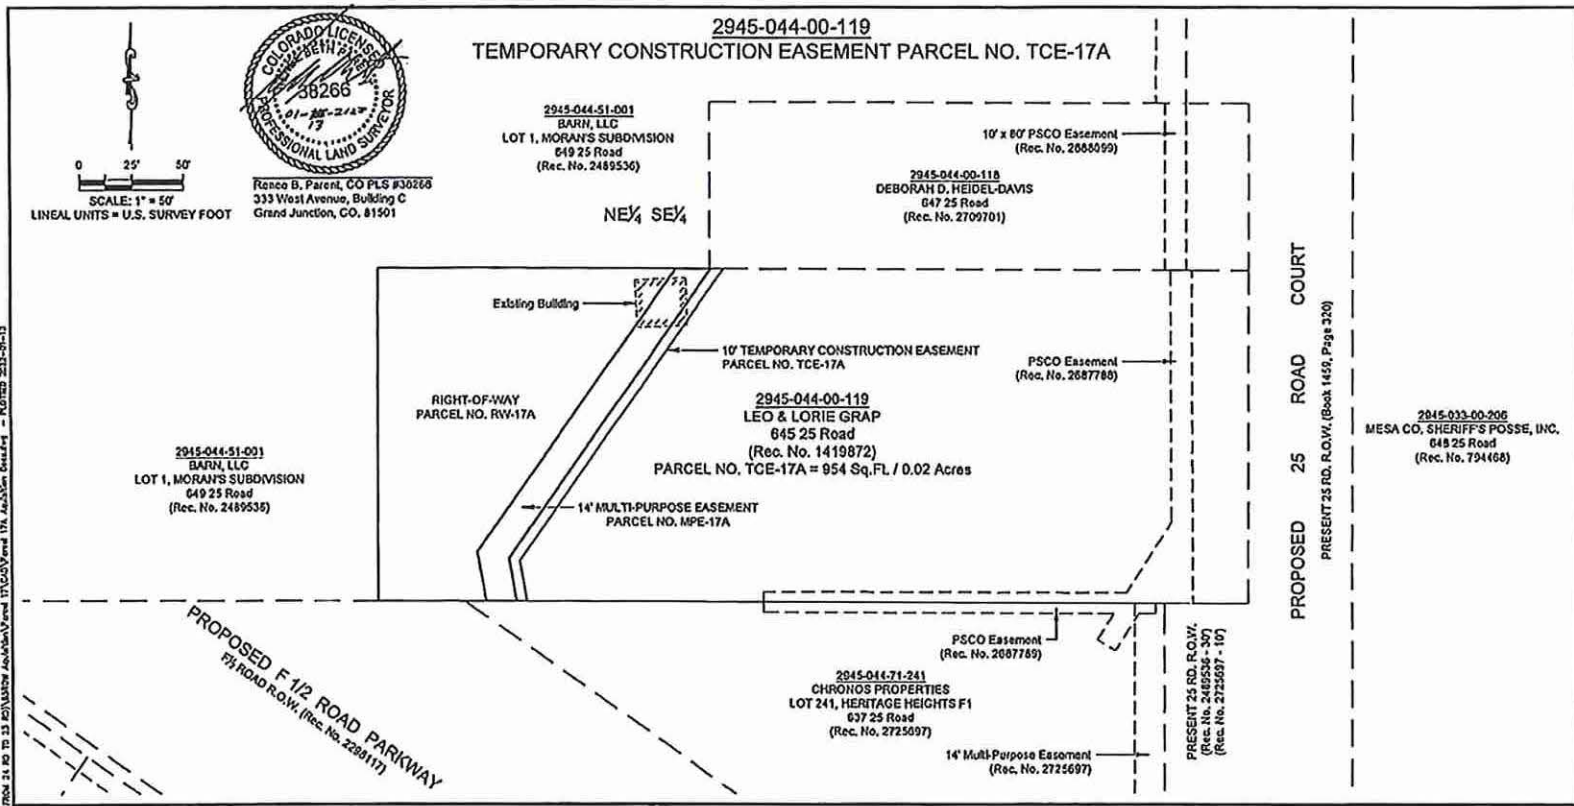 2945-044-00-119
TEMPORARY CONSTRUCTION EASEMENT PARCEL NO. TCE-17A
COLORADO LICENSED
38266
PROFESSIONAL LAND SURVEYOR
0 25' 50'
SCALE: 1" = 50'
LINEAL UNITS = U.S. SURVEY FOOT
Renee B. Parent, CO PLS #38266
333 West Avenue, Building C
Grand Junction, CO. 81501
2945-044-51-001
BARN, LLC
LOT 1, MORAN'S SUBDIVISION
649 25 Road
(Rec. No. 2489536)
NE¼ SE¼
10' x 80' PSCO Easement
(Rec. No. 2688099)
2945-044-00-118
DEBORAH D. HEIDEL-DAVIS
647 25 Road
(Rec. No. 2709701)
Existing Building
10' TEMPORARY CONSTRUCTION EASEMENT
PARCEL NO. TCE-17A
PSCO Easement
(Rec. No. 2687788)
RIGHT-OF-WAY
PARCEL NO. RW-17A
2945-044-00-119
LEO & LORIE GRAP
645 25 Road
(Rec. No. 1419872)
PARCEL NO. TCE-17A = 954 Sq.Ft. / 0.02 Acres
2945-044-51-001
BARN, LLC
LOT 1, MORAN'S SUBDIVISION
649 25 Road
(Rec. No. 2489536)
14' MULTI-PURPOSE EASEMENT
PARCEL NO. MPE-17A
PROPOSED 25 ROAD COURT
PRESENT 25 RD. R.O.W. (Book 1459, Page 320)
2945-033-00-206
MESA CO. SHERIFF'S POSSE, INC.
648 25 Road
(Rec. No. 794468)
PROPOSED F 1/2 ROAD PARKWAY
F½ ROAD R.O.W. (Rec. No. 2298117)
PSCO Easement
(Rec. No. 2687789)
2945-044-71-241
CHRONOS PROPERTIES
LOT 241, HERITAGE HEIGHTS F1
637 25 Road
(Rec. No. 2725697)
14' Multi-Purpose Easement
(Rec. No. 2725697)
PRESENT 25 RD. R.O.W.
(Rec. No. 2489536 - 30')
(Rec. No. 2725697 - 10')